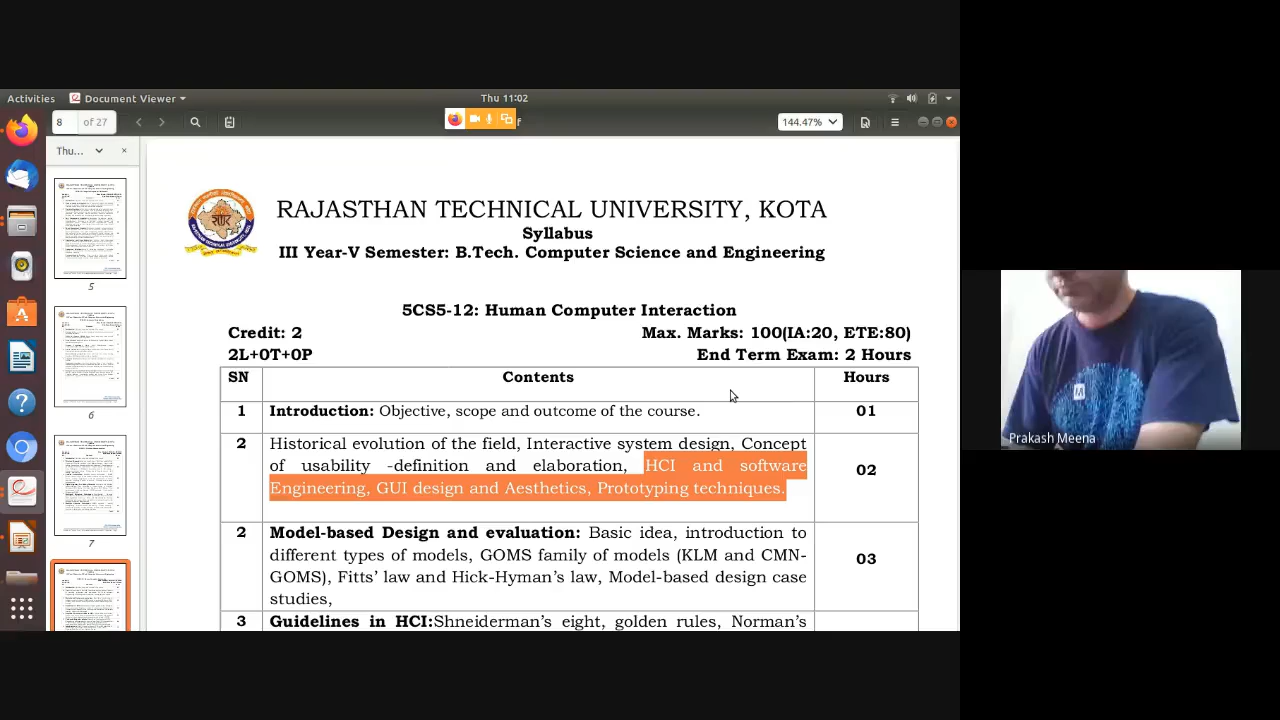 Activities
Document Viewer
Thu 11:02
8
of 27
144.47%
Thu...
5
6
7
RAJASTHAN TECHNICAL UNIVERSITY, KOTA
Syllabus
III Year-V Semester: B.Tech. Computer Science and Engineering
5CS5-12: Human Computer Interaction
Credit: 2
Max. Marks: 100(IA:20, ETE:80)
2L+0T+0P
End Term Exam: 2 Hours
SN
Contents
Hours
1
Introduction: Objective, scope and outcome of the course.
01
2
Historical evolution of the field, Interactive system design, Concept
of usability -definition and elaboration, HCI and software
Engineering, GUI design and Aesthetics, Prototyping techniques.
02
2
Model-based Design and evaluation: Basic idea, introduction to
different types of models, GOMS family of models (KLM and CMN-
GOMS), Fitts’ law and Hick-Hyman’s law, Model-based design case
studies,
03
3
Guidelines in HCI:Shneiderman’s eight, golden rules, Norman’s
M
Prakash Meena